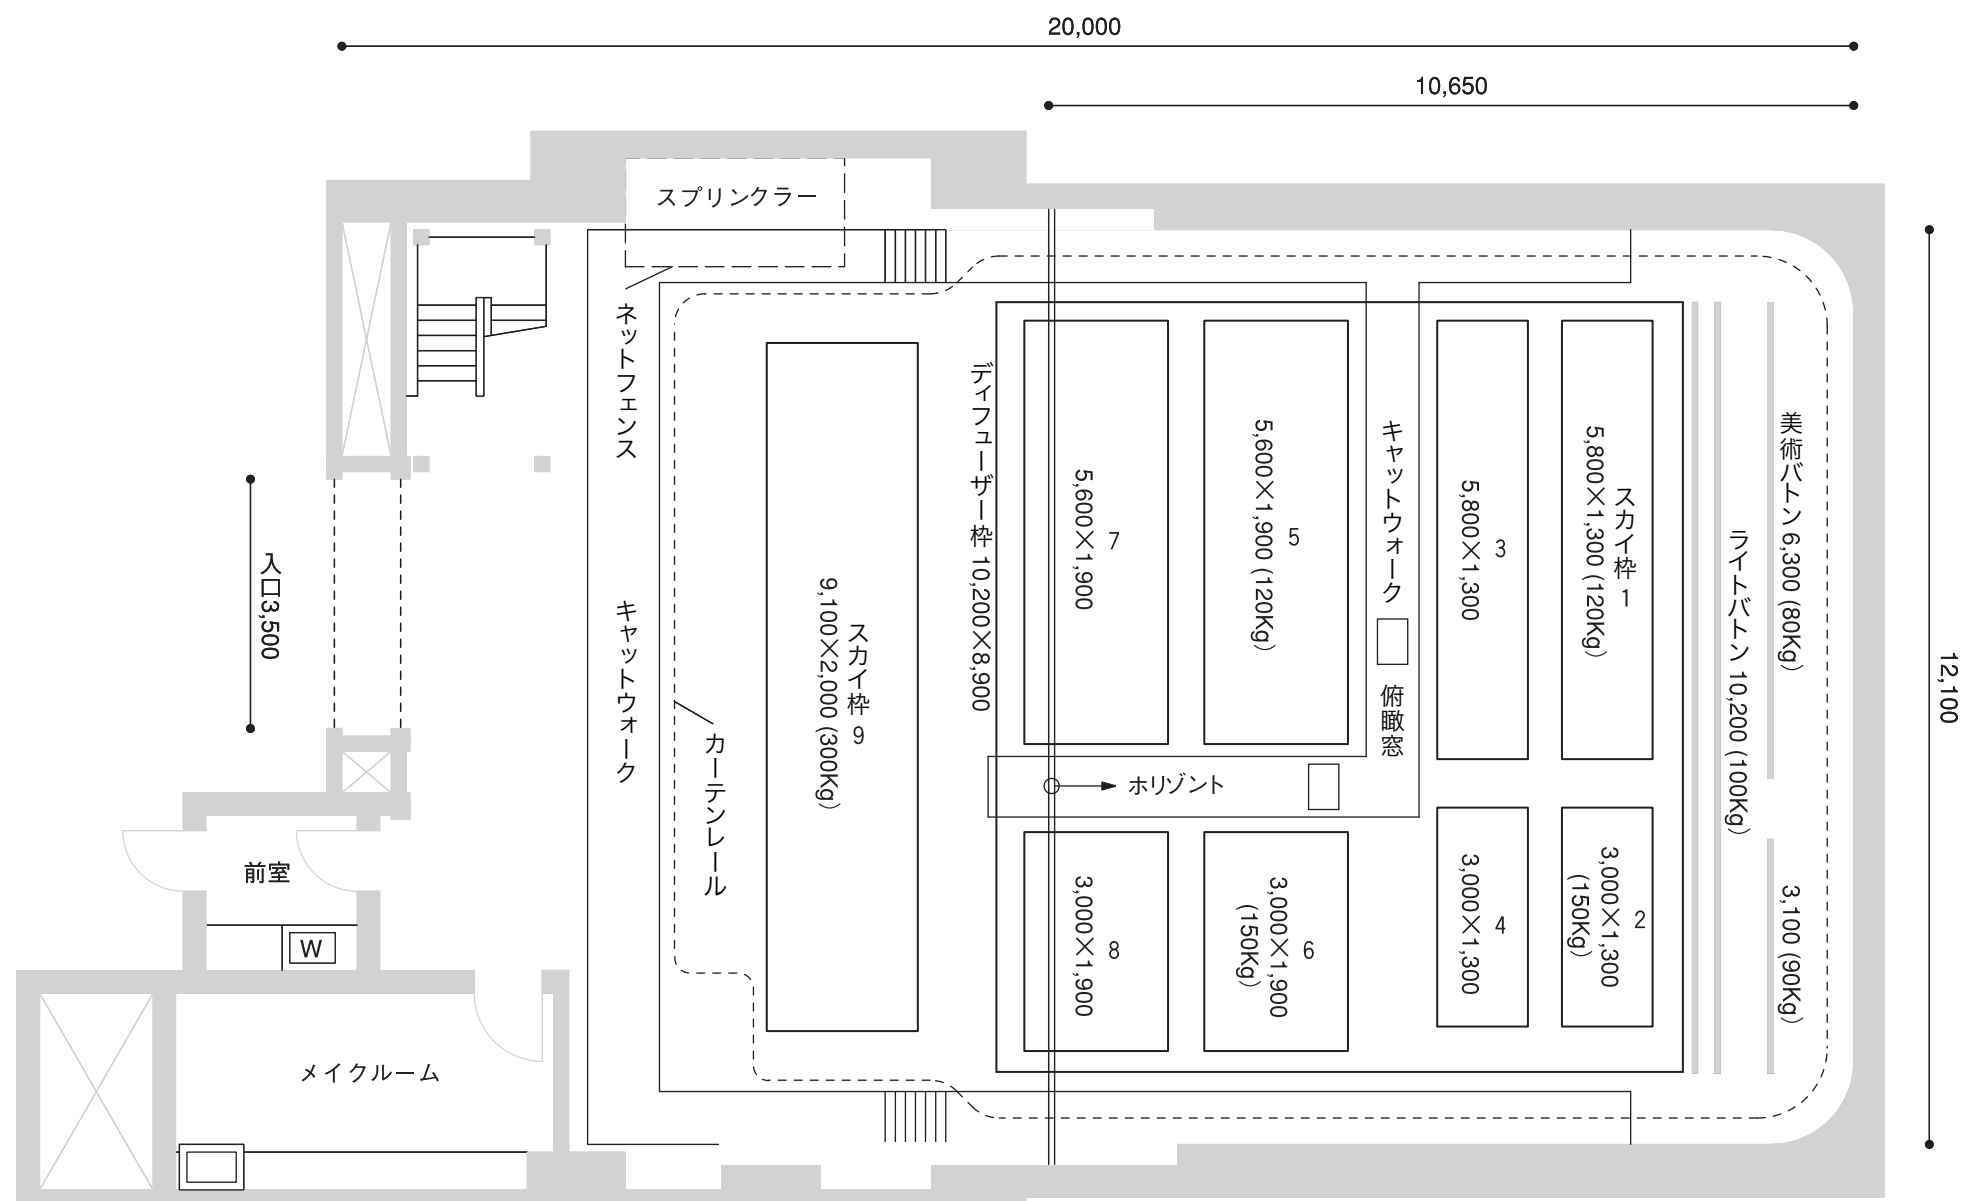 20,000
10,650
スプリンクラー
ネットフェンス
キャットウォーク
カーテンレール
スカイ枠 9
9,100×2,000 (300Kg)
ディフューザー枠 10,200×8,900
7
5,600×1,900
5
5,600×1,900 (120Kg)
キャットウォーク
俯瞰窓
3
5,800×1,300
スカイ枠 1
5,800×1,300 (120Kg)
ライトバトン 10,200 (100Kg)
美術バトン6,300 (80Kg)
3,100 (90Kg)
12,100
入口3,500
ホリゾント
8
3,000×1,900
6
3,000×1,900
(150Kg)
4
3,000×1,300
2
3,000×1,300
(150Kg)
前室
W
メイクルーム